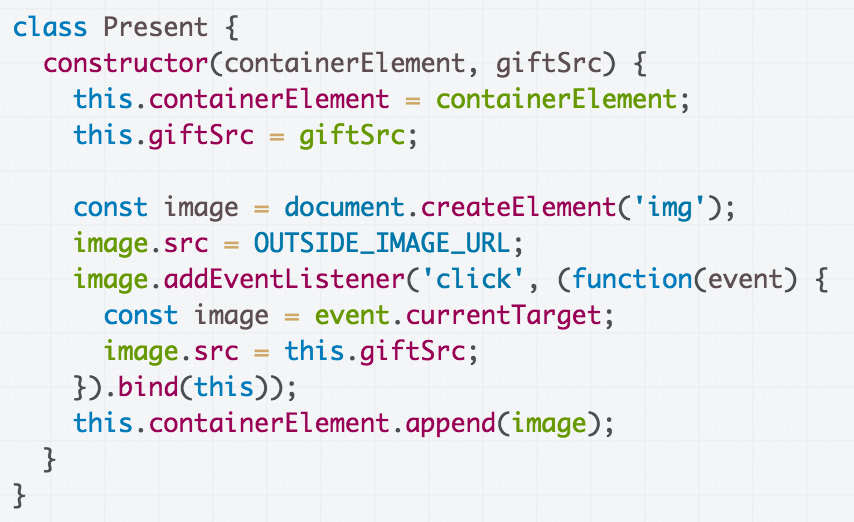 class Present {
  constructor(containerElement, giftSrc) {
    this.containerElement = containerElement;
    this.giftSrc = giftSrc;

    const image = document.createElement('img');
    image.src = OUTSIDE_IMAGE_URL;
    image.addEventListener('click', (function(event) {
      const image = event.currentTarget;
      image.src = this.giftSrc;
    }).bind(this));
    this.containerElement.append(image);
  }
}